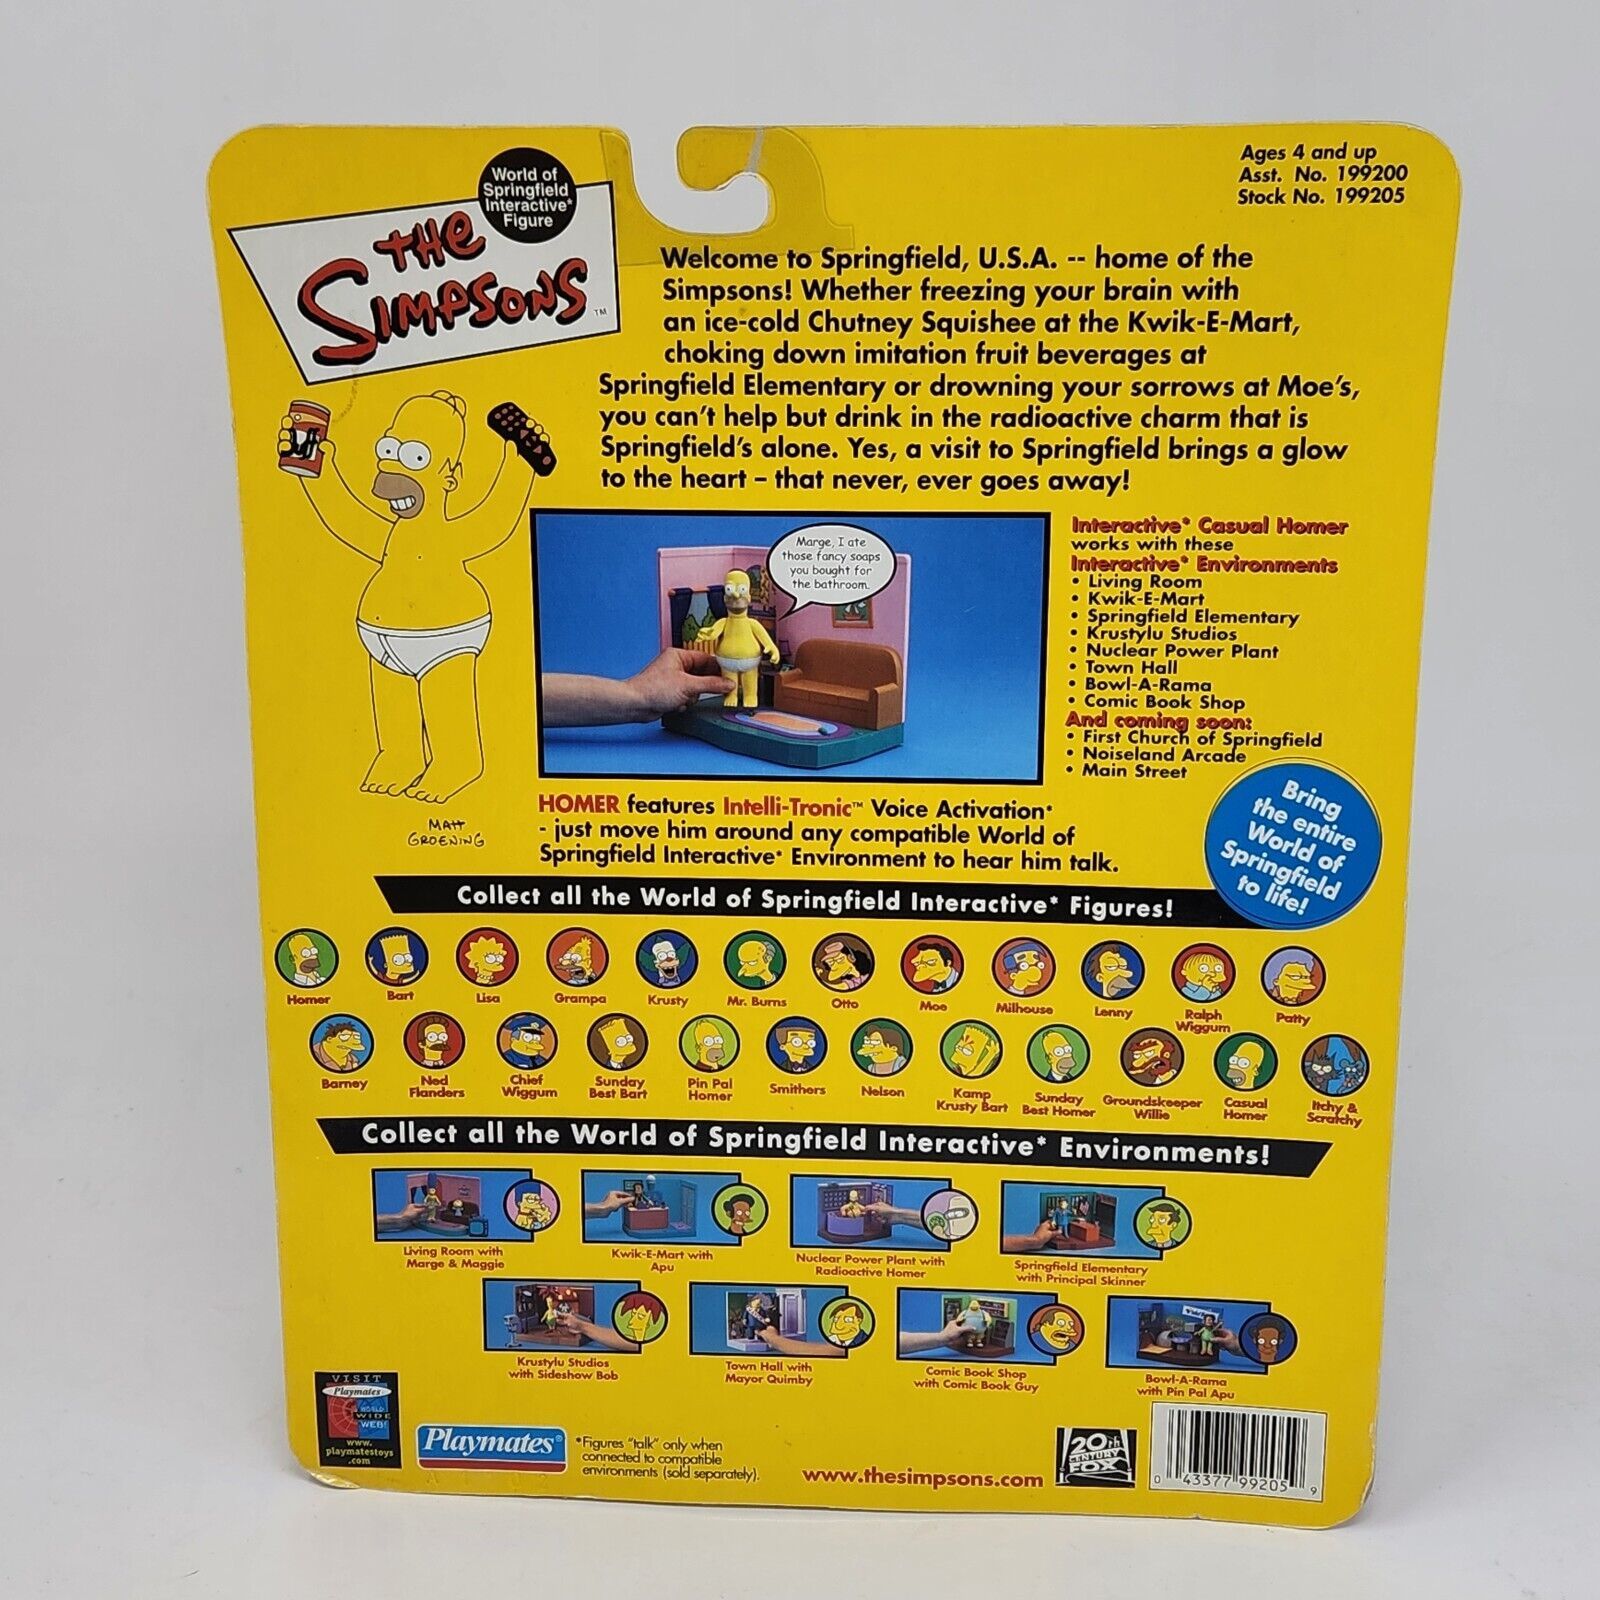 World of
Springfield
Interactive*
Figure
THE
SIMPSONS
TM
Ages 4 and up
Asst. No. 199200
Stock No. 199205
Welcome to Springfield, U.S.A. -- home of the
Simpsons! Whether freezing your brain with
an ice-cold Chutney Squishee at the Kwik-E-Mart,
choking down imitation fruit beverages at
Springfield Elementary or drowning your sorrows at Moe's,
you can't help but drink in the radioactive charm that is
Springfield's alone. Yes, a visit to Springfield brings a glow
to the heart – that never, ever goes away!
Duff
MATT
GROENING
Marge, I ate
those fancy soaps
you bought for
the bathroom.
Interactive* Casual Homer
works with these
Interactive* Environments
• Living Room
• Kwik-E-Mart
• Springfield Elementary
• Krustylu Studios
• Nuclear Power Plant
• Town Hall
• Bowl-A-Rama
• Comic Book Shop
And coming soon:
• First Church of Springfield
• Noiseland Arcade
• Main Street
Bring
the entire
World of
Springfield
to life!
HOMER features Intelli-Tronic™ Voice Activation*
- just move him around any compatible World of
Springfield Interactive* Environment to hear him talk.
Collect all the World of Springfield Interactive* Figures!
Homer
Bart
Lisa
Grampa
Krusty
Mr. Burns
Otto
Moe
Milhouse
Lenny
Ralph
Wiggum
Patty
Barney
Ned
Flanders
Chief
Wiggum
Sunday
Best Bart
Pin Pal
Homer
Smithers
Nelson
Kamp
Krusty Bart
Sunday
Best Homer
Groundskeeper
Willie
Casual
Homer
Itchy &
Scratchy
Collect all the World of Springfield Interactive* Environments!
Living Room with
Marge & Maggie
Kwik-E-Mart with
Apu
Nuclear Power Plant with
Radioactive Homer
Springfield Elementary
with Principal Skinner
Krustylu Studios
with Sideshow Bob
Town Hall with
Mayor Quimby
Comic Book Shop
with Comic Book Guy
Bowl-A-Rama
with Pin Pal Apu
VISIT
Playmates
WORLD
WIDE
WEB!
www.
playmatestoys
.com
Playmates®
*Figures "talk" only when
connected to compatible
environments (sold separately).
www.thesimpsons.com
20th
CENTURY
FOX
0 43377 99205 9